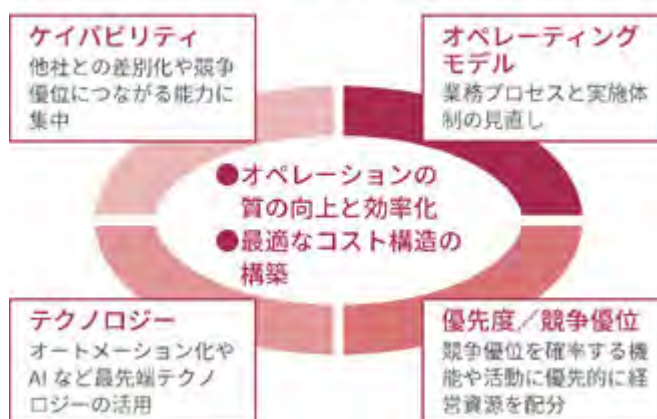 ケイパビリティ
他社との差別化や競争
優位につながる能力に
集中
オペレーティング
モデル
業務プロセスと実施体
制の見直し
●オペレーションの
質の向上と効率化
●最適なコスト構造の
構築
テクノロジー
オートメーション化や
AI など最先端テクノ
ロジーの活用
優先度／競争優位
競争優位を確率する機
能や活動に優先的に経
営資源を配分